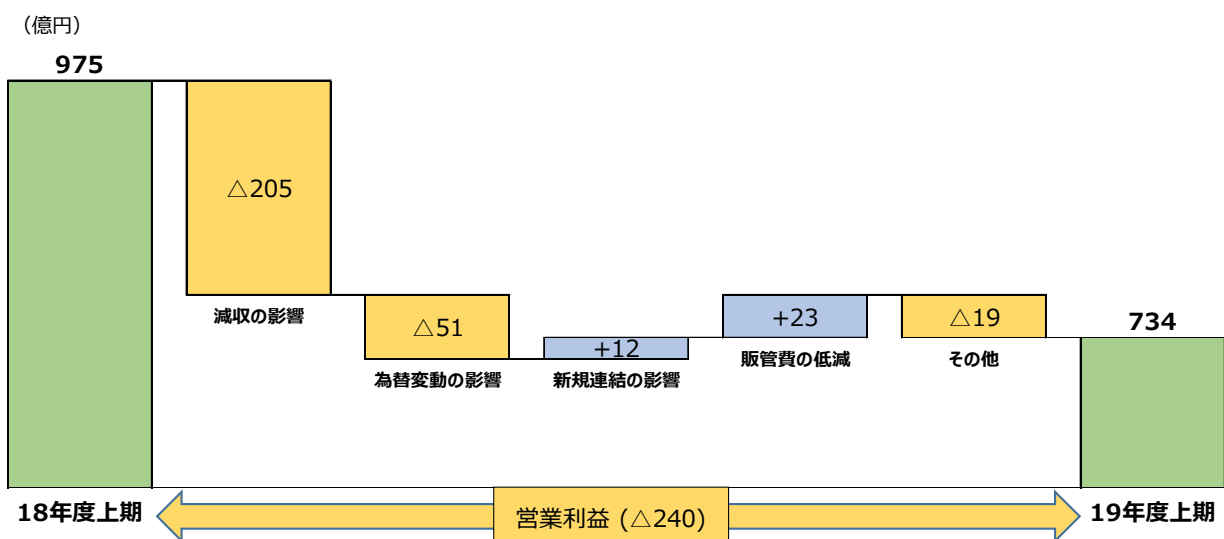 （億円）
975
△205
減収の影響
△51
為替変動の影響
+12
新規連結の影響
+23
販管費の低減
△19
その他
734
18年度上期
営業利益 (△240)
19年度上期